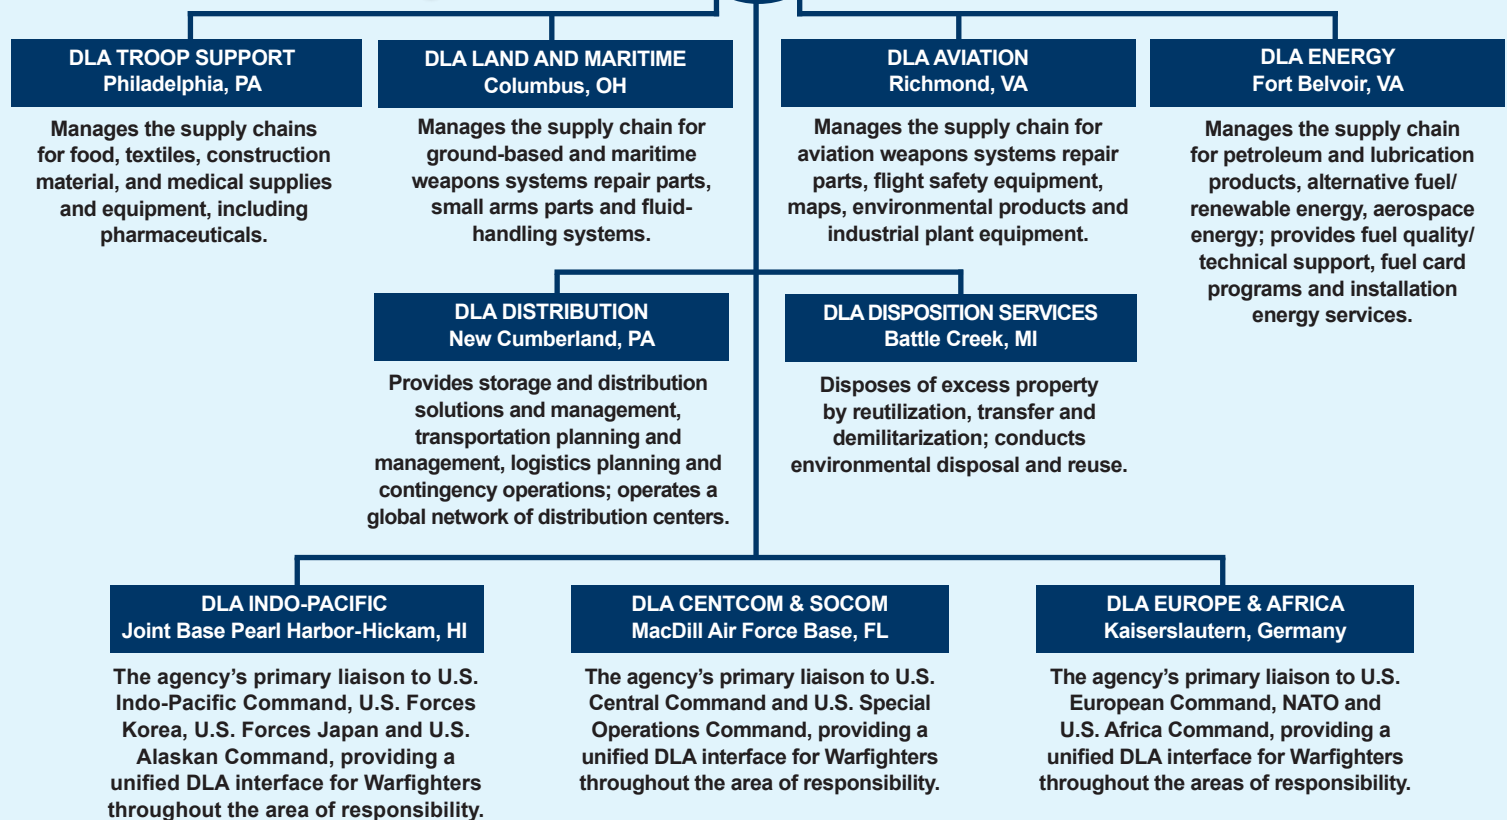 DLA TROOP SUPPORT
Philadelphia, PA
Manages the supply chains
for food, textiles, construction
material, and medical supplies
and equipment, including
pharmaceuticals.
DLA LAND AND MARITIME
Columbus, OH
Manages the supply chain for
ground-based and maritime
weapons systems repair parts,
small arms parts and fluid-
handling systems.
DLA AVIATION
Richmond, VA
Manages the supply chain for
aviation weapons systems repair
parts, flight safety equipment,
maps, environmental products and
industrial plant equipment.
DLA ENERGY
Fort Belvoir, VA
Manages the supply chain
for petroleum and lubrication
products, alternative fuel/
renewable energy, aerospace
energy; provides fuel quality/
technical support, fuel card
programs and installation
energy services.
DLA DISTRIBUTION
New Cumberland, PA
Provides storage and distribution
solutions and management,
transportation planning and
management, logistics planning and
contingency operations; operates a
global network of distribution centers.
DLA DISPOSITION SERVICES
Battle Creek, MI
Disposes of excess property
by reutilization, transfer and
demilitarization; conducts
environmental disposal and reuse.
DLA INDO-PACIFIC
Joint Base Pearl Harbor-Hickam, HI
The agency’s primary liaison to U.S.
Indo-Pacific Command, U.S. Forces
Korea, U.S. Forces Japan and U.S.
Alaskan Command, providing a
unified DLA interface for Warfighters
throughout the area of responsibility.
DLA CENTCOM & SOCOM
MacDill Air Force Base, FL
The agency’s primary liaison to U.S.
Central Command and U.S. Special
Operations Command, providing a
unified DLA interface for Warfighters
throughout the area of responsibility.
DLA EUROPE & AFRICA
Kaiserslautern, Germany
The agency’s primary liaison to U.S.
European Command, NATO and
U.S. Africa Command, providing a
unified DLA interface for Warfighters
throughout the areas of responsibility.